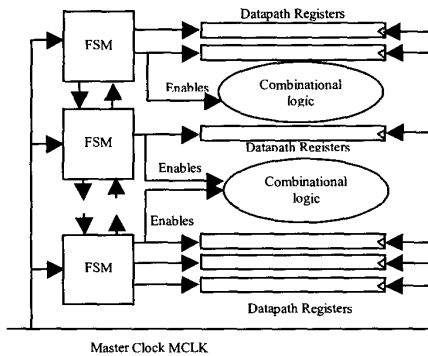 Datapath Registers
FSM
Enables
Combinational
logic
FSM
Datapath Registers
Enables
Combinational
logic
Enables
FSM
Datapath Registers
Master Clock MCLK